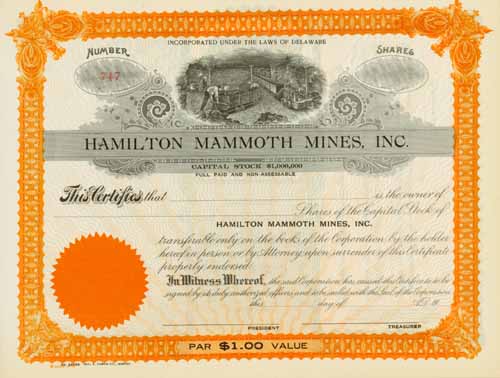 INCORPORATED UNDER THE LAWS OF DELAWARE
NUMBER SHARES
747
HAMILTON MAMMOTH MINES, INC.
CAPITAL STOCK $1,000,000
FULL PAID AND NON-ASSESSABLE
This Certifies that is the owner of
Shares of the Capital Stock of
HAMILTON MAMMOTH MINES, INC.
transferable only on the books of the Corporation by the holder
hereof in person or by Attorney upon surrender of this Certificate
properly endorsed.
In Witness Whereof, the said Corporation has caused this Certificate to be
signed by its duly authorized officers and to be sealed with the Seal of the Corporation
this day of A.D. 19
PRESIDENT TREASURER
PAR $1.00 VALUE